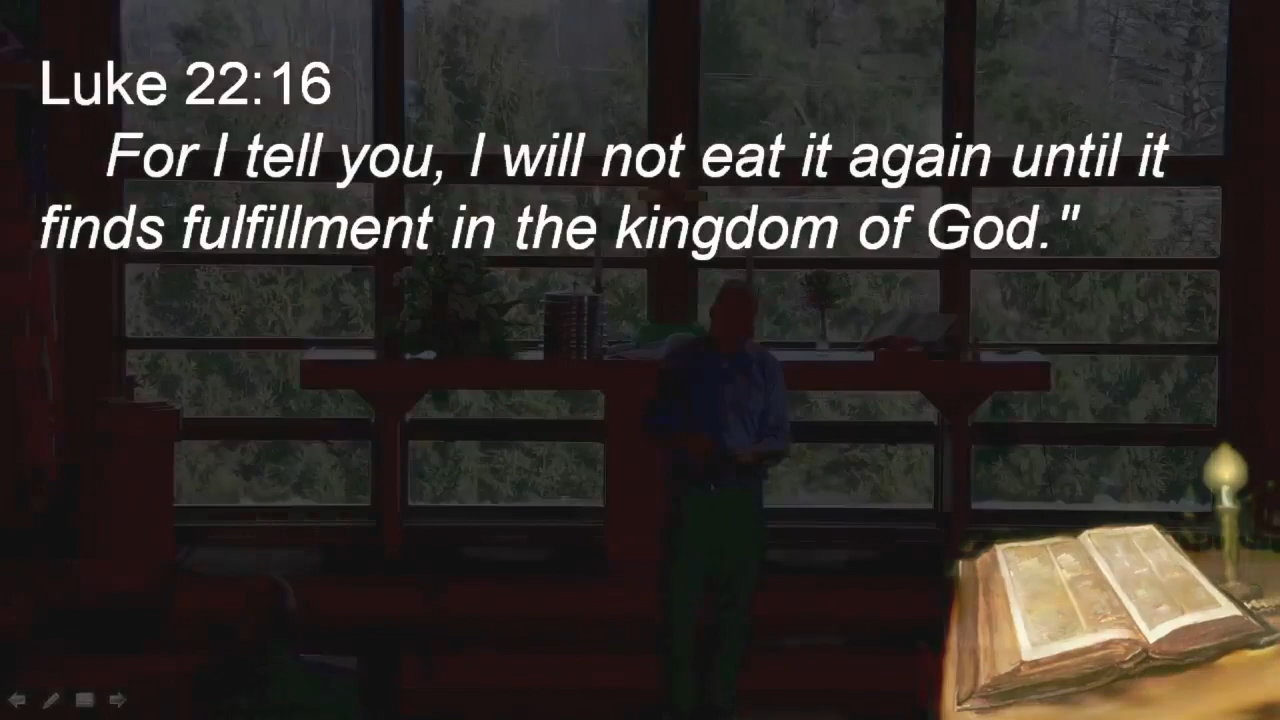 Luke 22:16
For I tell you, I will not eat it again until it
finds fulfillment in the kingdom of God."